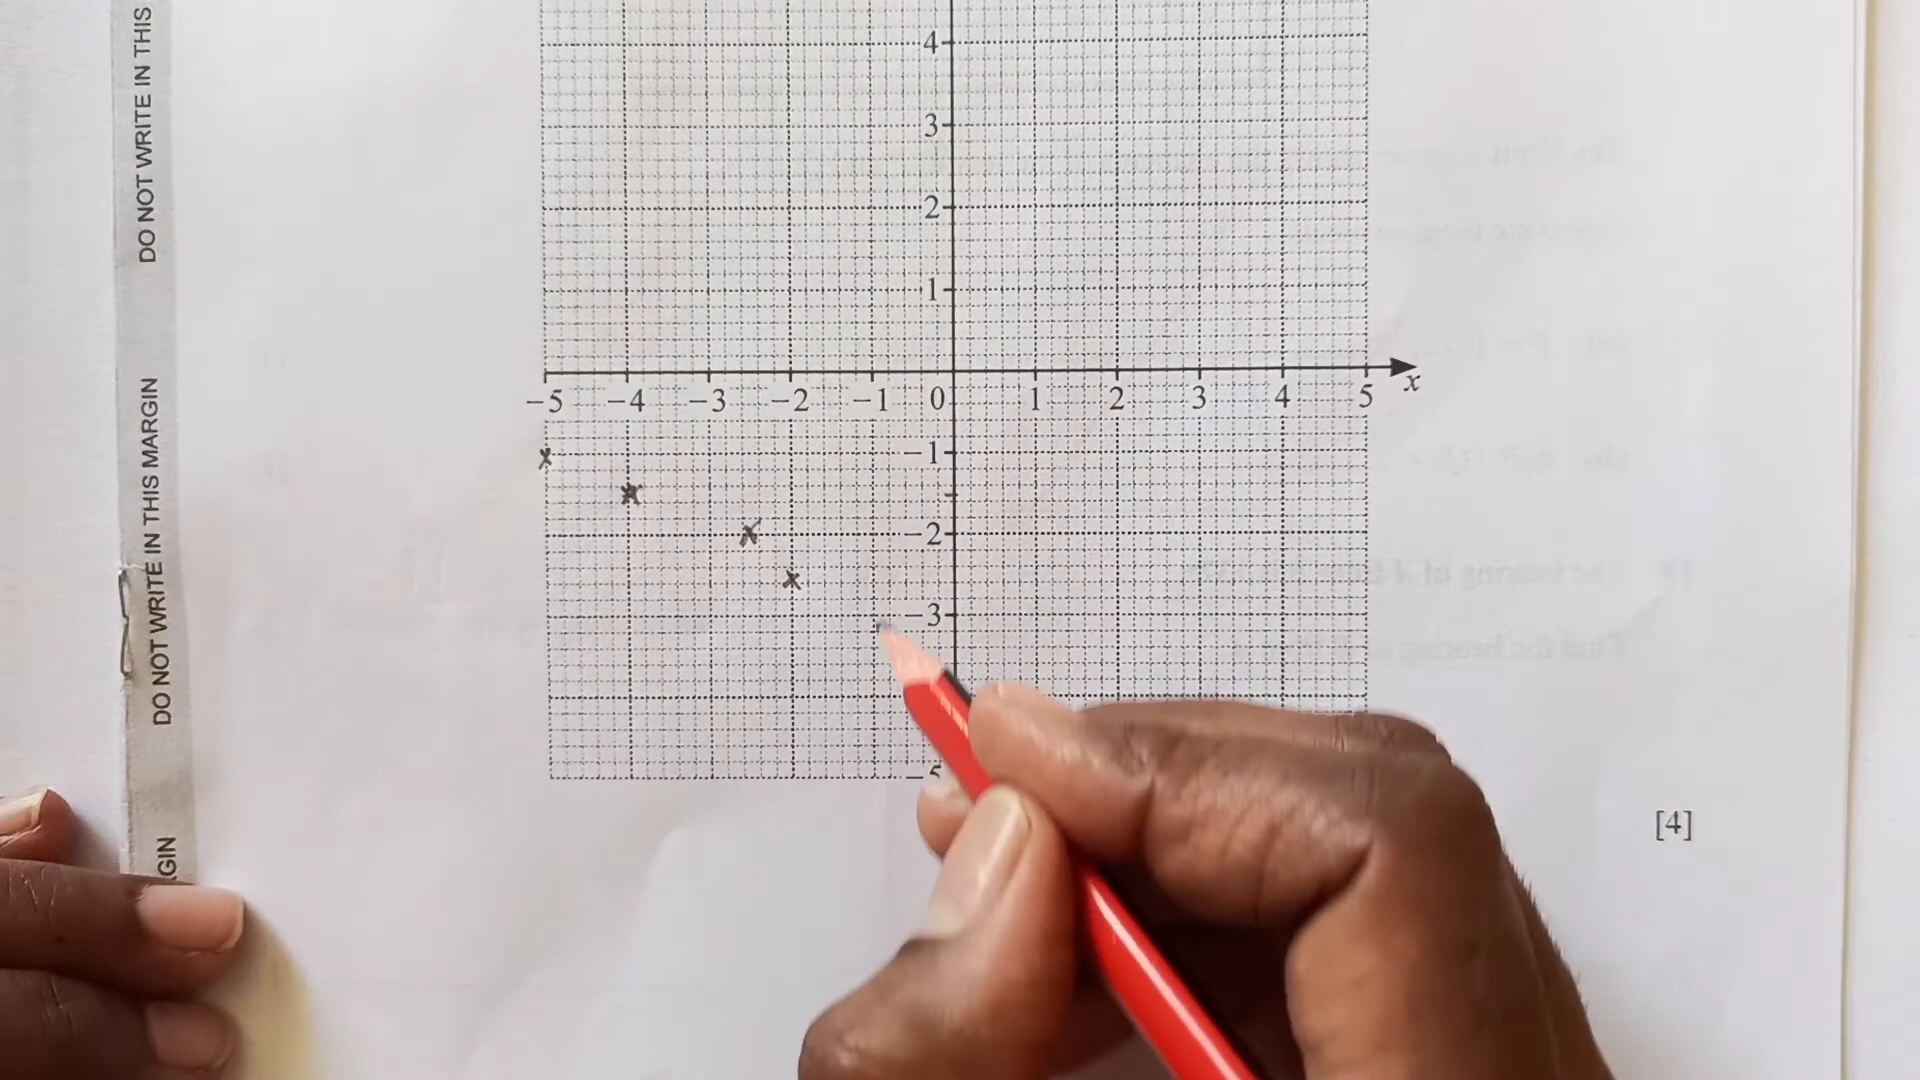 DO NOT WRITE IN THIS
DO NOT WRITE IN THIS MARGIN
GIN
4
3
2
1
−5 −4 −3 −2 −1 0 1 2 3 4 5 x
−1
−2
−3
−5
[4]